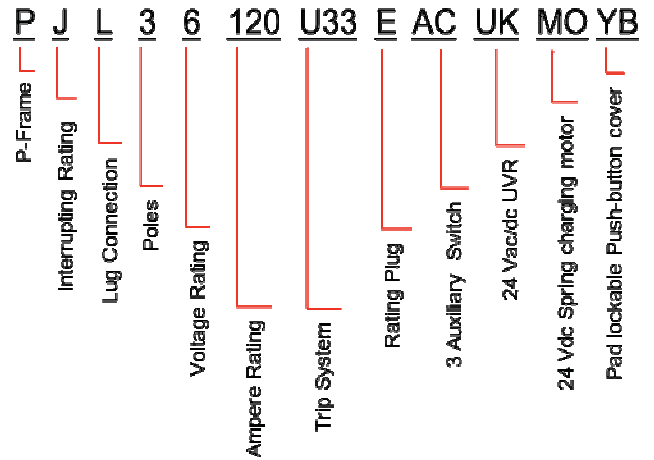 P J L 3 6 120 U33 E AC UK MO YB
P-Frame
Interrupting Rating
Lug Connection
Poles
Voltage Rating
Ampere Rating
Trip System
Rating Plug
3 Auxiliary Switch
24 Vac/dc UVR
24 Vdc Spring charging motor
Pad lockable Push-button cover